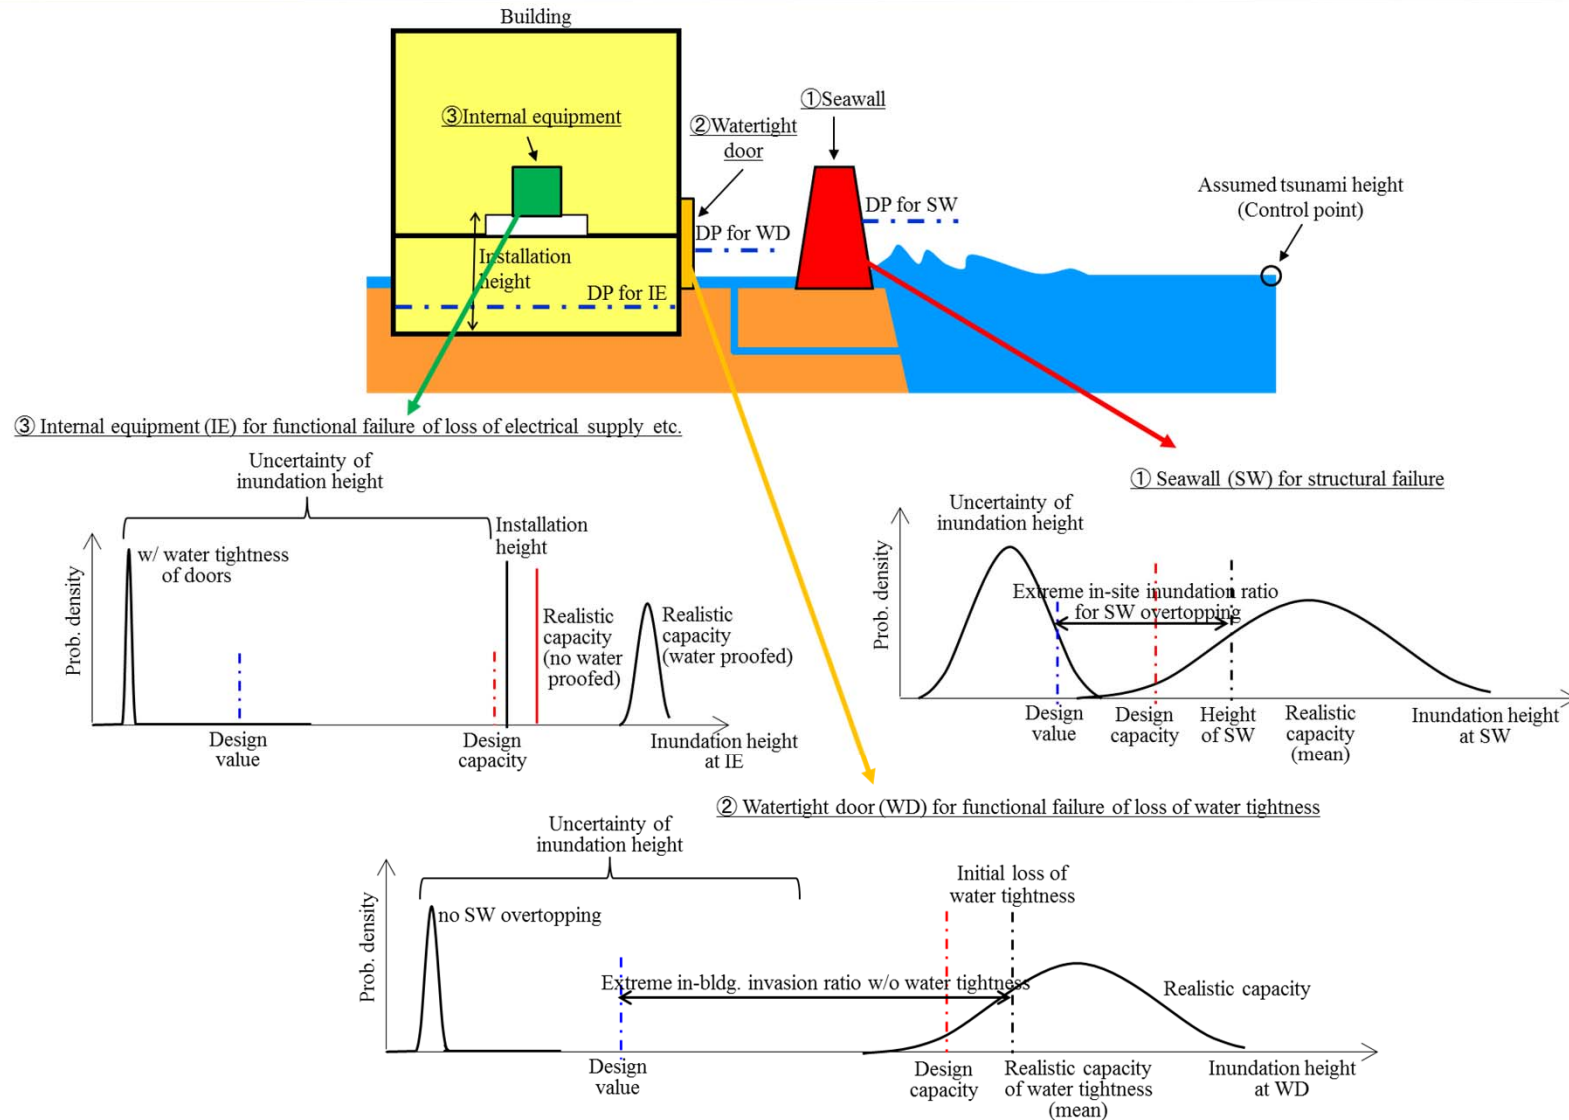 Building
③Internal equipment
②Watertight
door
①Seawall
Assumed tsunami height
(Control point)
DP for SW
DP for WD
Installation
height
DP for IE
③ Internal equipment (IE) for functional failure of loss of electrical supply etc.
Uncertainty of
inundation height
Installation
height
w/ water tightness
of doors
Prob. density
Realistic
capacity
(no water
proofed)
Realistic
capacity
(water proofed)
Design
value
Design
capacity
Inundation height
at IE
① Seawall (SW) for structural failure
Uncertainty of
inundation height
Prob. density
Extreme in-site inundation ratio
for SW overtopping
Design
value
Design
capacity
Height
of SW
Realistic
capacity
(mean)
Inundation height
at SW
② Watertight door (WD) for functional failure of loss of water tightness
Uncertainty of
inundation height
Initial loss of
water tightness
no SW overtopping
Prob. density
Extreme in-bldg. invasion ratio w/o water tightness
Realistic capacity
Design
value
Design
capacity
Realistic capacity
of water tightness
(mean)
Inundation height
at WD